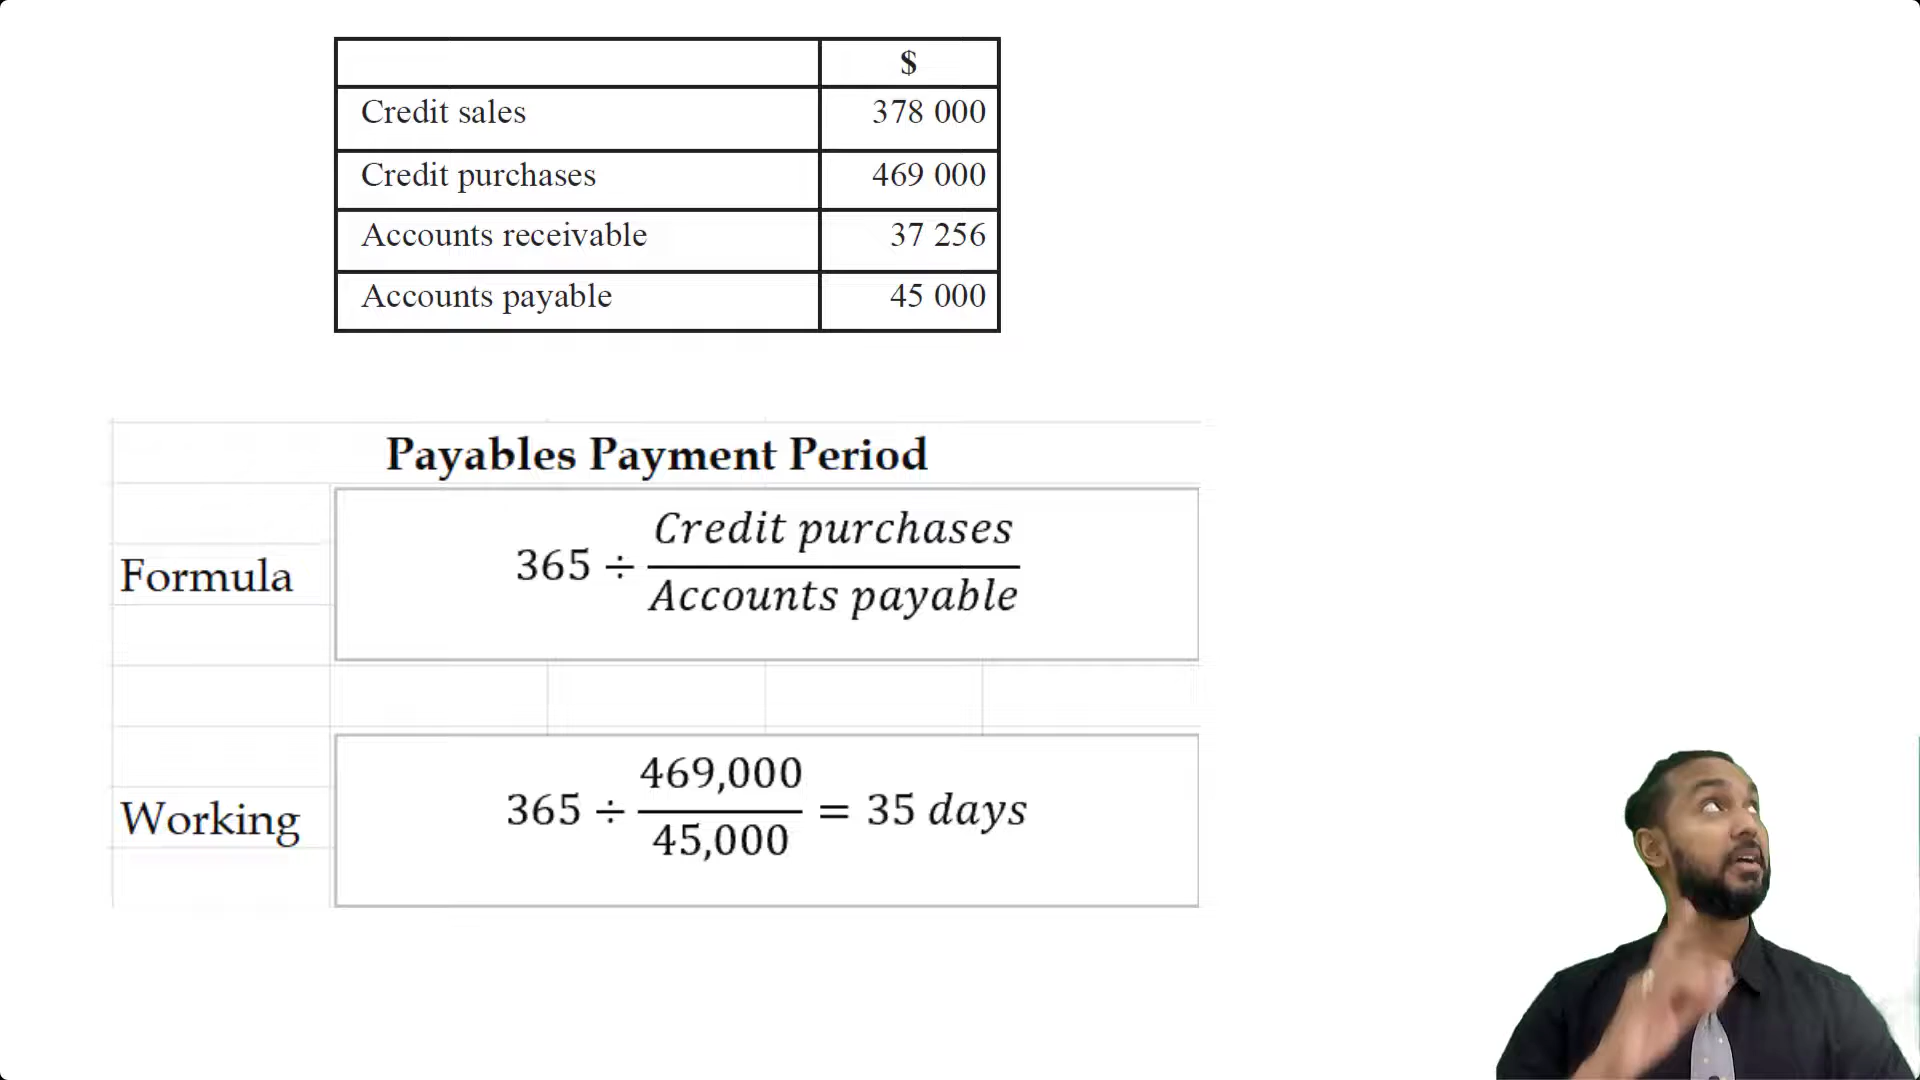 $
Credit sales 378 000
Credit purchases 469 000
Accounts receivable 37 256
Accounts payable 45 000
Payables Payment Period
Formula 365 ÷ Credit purchases / Accounts payable
Working 365 ÷ 469,000 / 45,000 = 35 days